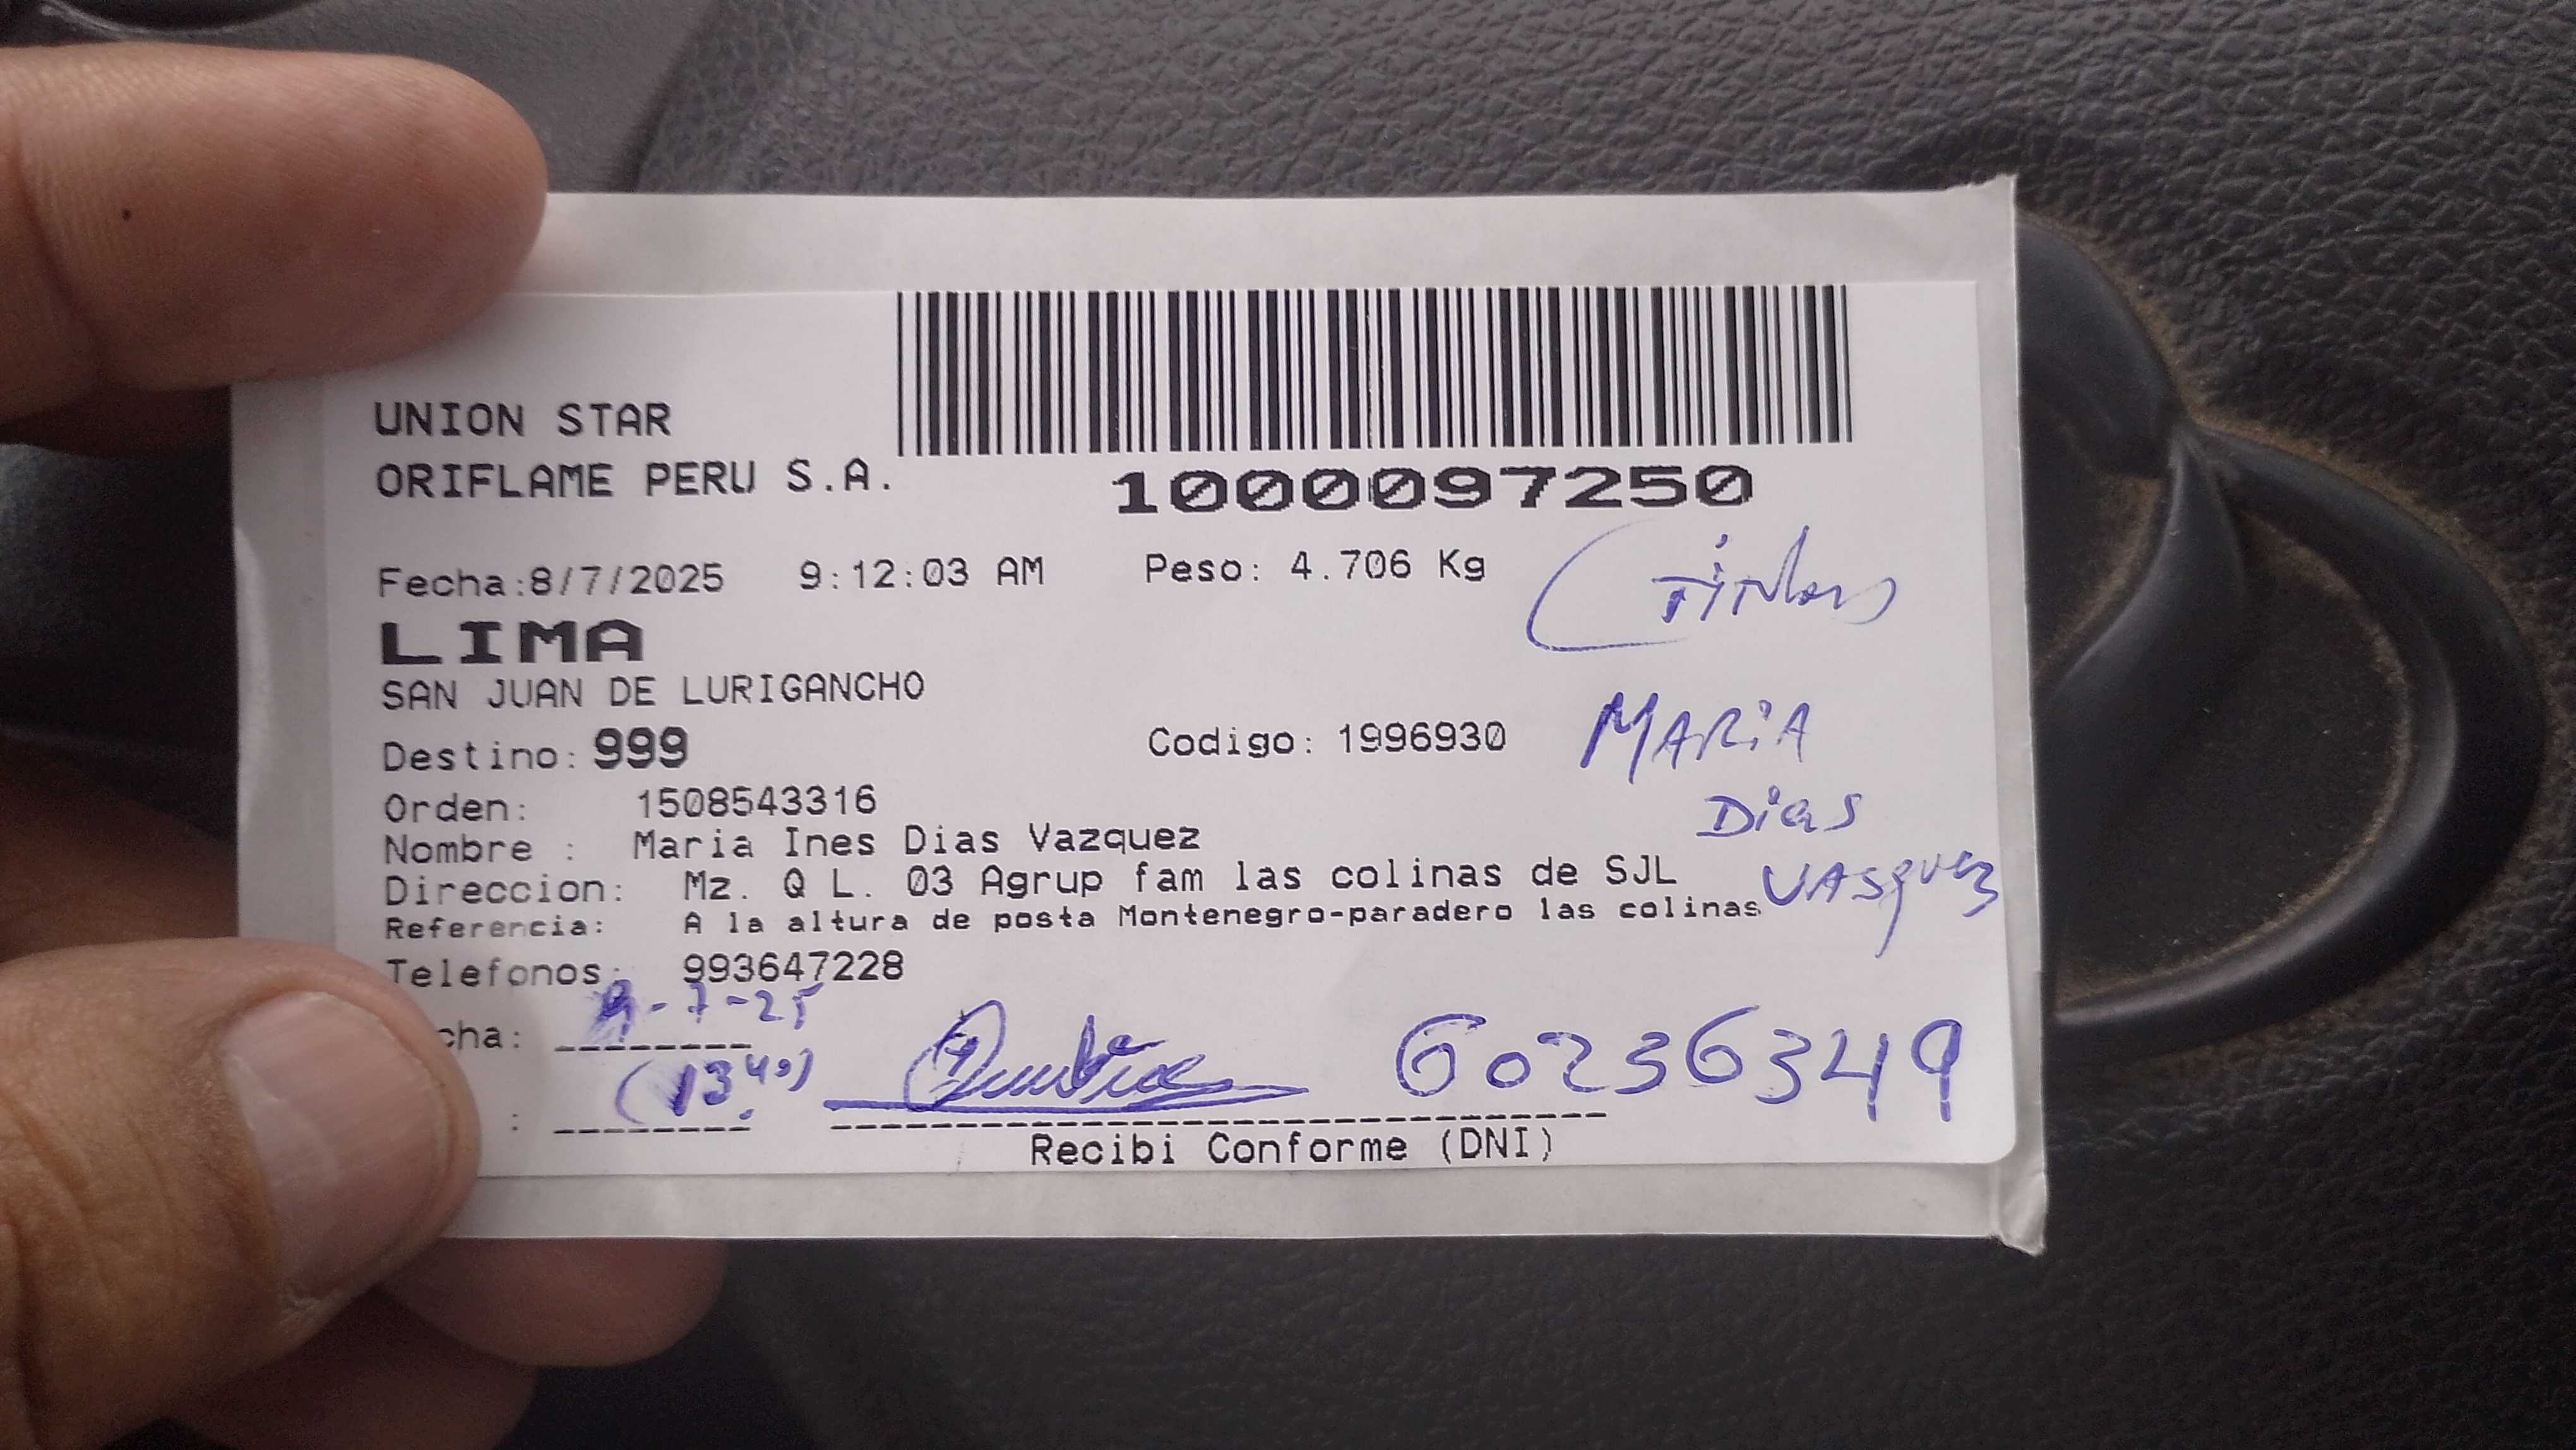 UNION STAR
ORIFLAME PERU S.A.
1000097250
Fecha:8/7/2025 9:12:03 AM Peso: 4.706 Kg
LIMA
SAN JUAN DE LURIGANCHO
Destino: 999 Codigo: 1996930
MARiA
Orden: 1508543316
Dias
Nombre : Maria Ines Dias Vazquez
Direccion: Mz. Q L. 03 Agrup fam las colinas de SJL
VASquez
Referencia: A la altura de posta Montenegro-paradero las colinas
Telefonos: 993647228
cha: -7-25
: (13 40) 60236349
Recibi Conforme (DNI)